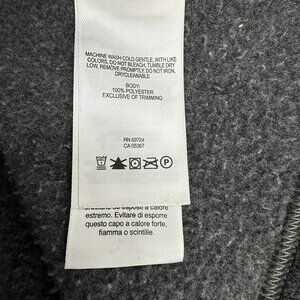 MACHINE WASH COLD GENTLE, WITH LIKE
COLORS, DO NOT BLEACH, TUMBLE DRY
LOW, REMOVE PROMPTLY, DO NOT IRON,
DRYCLEANABLE
BODY:
100% POLYESTER
EXCLUSIVE OF TRIMMING
RN 69724
CA 05367
P
esposti a calore
estremo. Evitare di esporre
questo capo a calore forte,
fiamma o scintille.